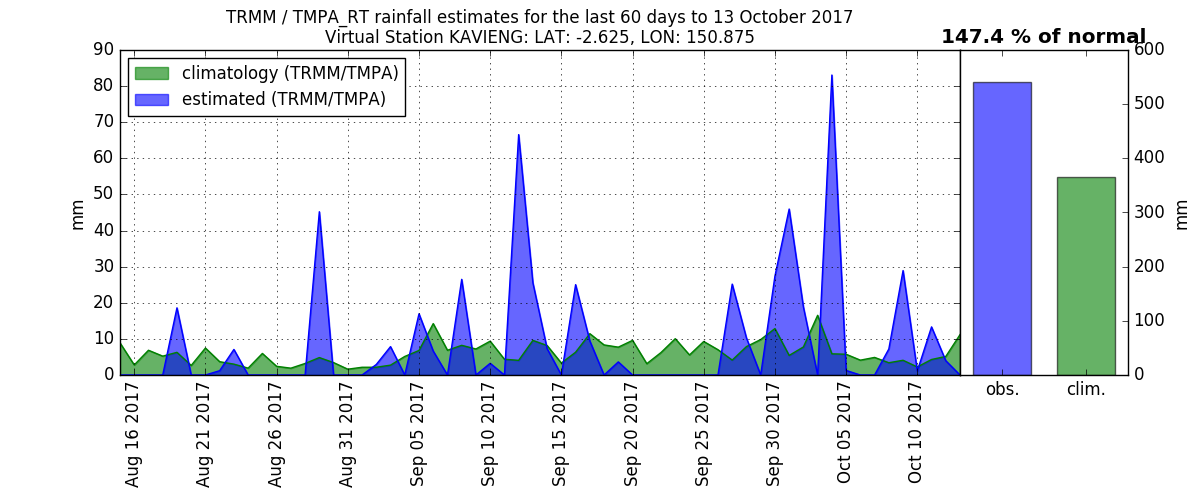 TRMM / TMPA_RT rainfall estimates for the last 60 days to 13 October 2017
Virtual Station KAVIENG: LAT: -2.625, LON: 150.875
147.4 % of normal
climatology (TRMM/TMPA)
estimated (TRMM/TMPA)
90
80
70
60
50
40
30
20
10
0
mm
Aug 16 2017
Aug 21 2017
Aug 26 2017
Aug 31 2017
Sep 05 2017
Sep 10 2017
Sep 15 2017
Sep 20 2017
Sep 25 2017
Sep 30 2017
Oct 05 2017
Oct 10 2017
obs.
clim.
600
500
400
300
200
100
0
mm